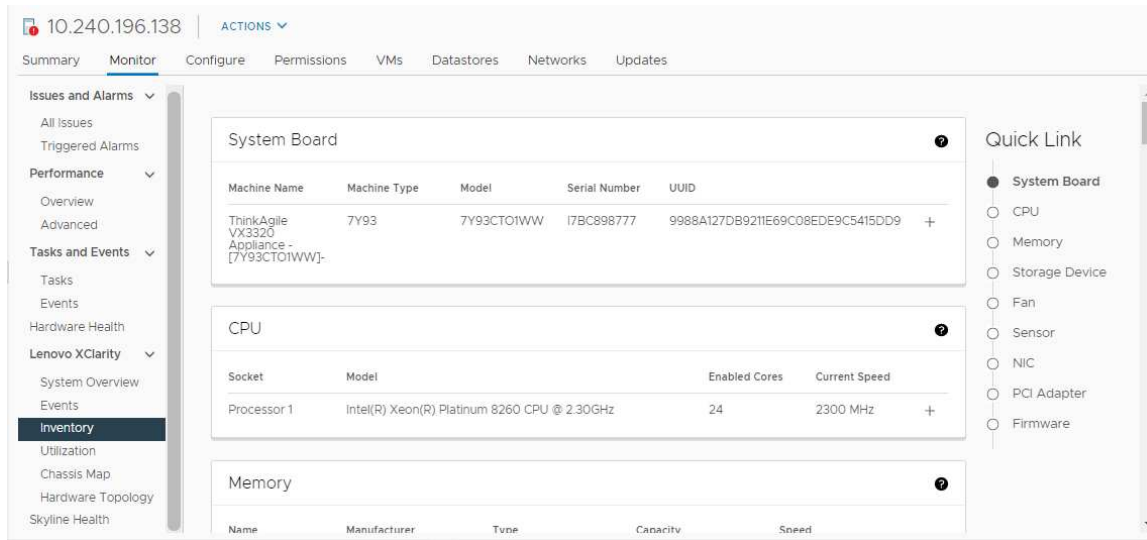 10.240.196.138 ACTIONS
Summary Monitor Configure Permissions VMs Datastores Networks Updates
Issues and Alarms
All Issues
Triggered Alarms
Performance
Overview
Advanced
Tasks and Events
Tasks
Events
Hardware Health
Lenovo XClarity
System Overview
Events
Inventory
Utilization
Chassis Map
Hardware Topology
Skyline Health
System Board
Machine Name Machine Type Model Serial Number UUID
ThinkAgile 7Y93 7Y93CTO1WW I7BC898777 9988A127DB9211E69C08EDE9C5415DD9 +
VX3320
Appliance -
[7Y93CTO1WW]-
CPU
Socket Model Enabled Cores Current Speed
Processor 1 Intel(R) Xeon(R) Platinum 8260 CPU @ 2.30GHz 24 2300 MHz +
Memory
Name Manufacturer Type Capacity Speed
Quick Link
System Board
CPU
Memory
Storage Device
Fan
Sensor
NIC
PCI Adapter
Firmware